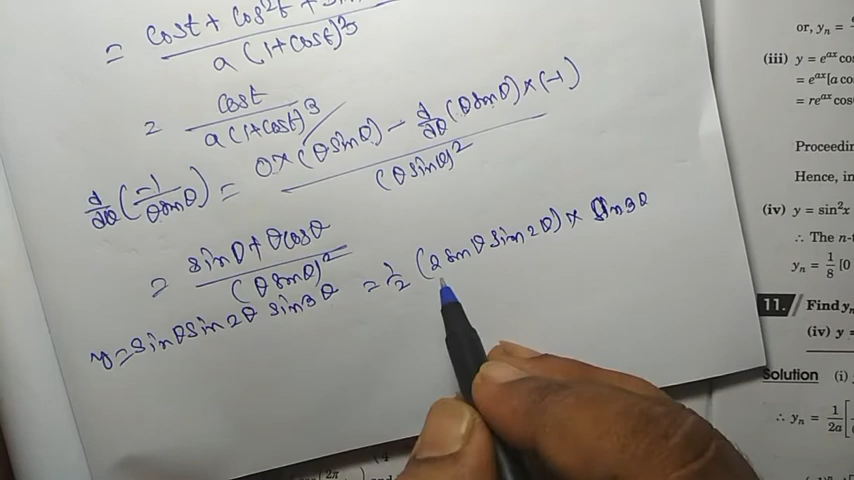 = cost + cos²t +
a(1+cost)³
= cost
a(1+cost)³
d/dθ (-1/θsinθ) = 0×(θsinθ) - d/dθ (θsinθ)×(-1)
(θsinθ)²
= sinθ + θcosθ
(θsinθ)²
y = sinθ sin2θ sin3θ = 1/2 (2sinθ sin2θ) × sin3θ
or, yₙ =
(iii) y = eᵃˣ cos
= eᵃˣ[a co
= reᵃˣ cos
Proceedin
Hence, in
(iv) y = sin²x
∴ The n-t
yₙ = 1/8 [0
11. Find yₙ
(iv) y =
Solution (i)
∴ yₙ = 1/2a [